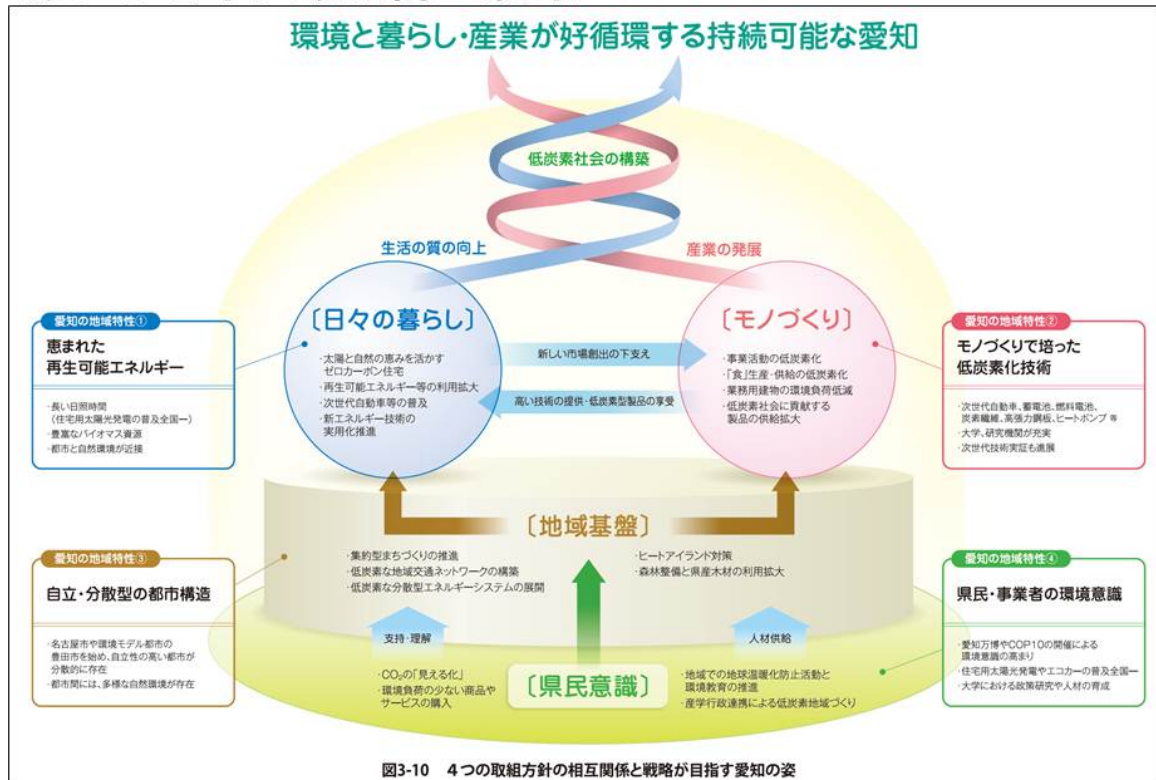 環境と暮らし・産業が好循環する持続可能な愛知
低炭素社会の構築
生活の質の向上
産業の発展
愛知の地域特性①
恵まれた
再生可能エネルギー
・長い日照時間
（住宅用太陽光発電の普及全国一）
・豊富なバイオマス資源
・都市と自然環境が近接
〔日々の暮らし〕
・太陽と自然の恵みを活かす
ゼロカーボン住宅
・再生可能エネルギー等の利用拡大
・次世代自動車等の普及
・新エネルギー技術の
実用化推進
新しい市場創出の下支え
高い技術の提供・低炭素型製品の享受
〔モノづくり〕
・事業活動の低炭素化
・「食」生産・供給の低炭素化
・業務用建物の環境負荷低減
・低炭素社会に貢献する
製品の供給拡大
愛知の地域特性②
モノづくりで培った
低炭素化技術
・次世代自動車、蓄電池、燃料電池、
炭素繊維、高張力鋼板、ヒートポンプ 等
・大学、研究機関が充実
・次世代技術実証も進展
〔地域基盤〕
・集約型まちづくりの推進
・低炭素な地域交通ネットワークの構築
・低炭素な分散型エネルギーシステムの展開
・ヒートアイランド対策
・森林整備と県産木材の利用拡大
愛知の地域特性③
自立・分散型の都市構造
・名古屋市や環境モデル都市の
豊田市を始め、自立性の高い都市が
分散的に存在
・都市間には、多様な自然環境が存在
支持・理解
・CO₂の「見える化」
・環境負荷の少ない商品や
サービスの購入
〔県民意識〕
人材供給
・地域での地球温暖化防止活動と
環境教育の推進
・産学行政連携による低炭素地域づくり
愛知の地域特性④
県民・事業者の環境意識
・愛知万博やCOP10の開催による
環境意識の高まり
・住宅用太陽光発電やエコカーの普及全国一
・大学における政策研究や人材の育成
図3-10 4つの取組方針の相互関係と戦略が目指す愛知の姿